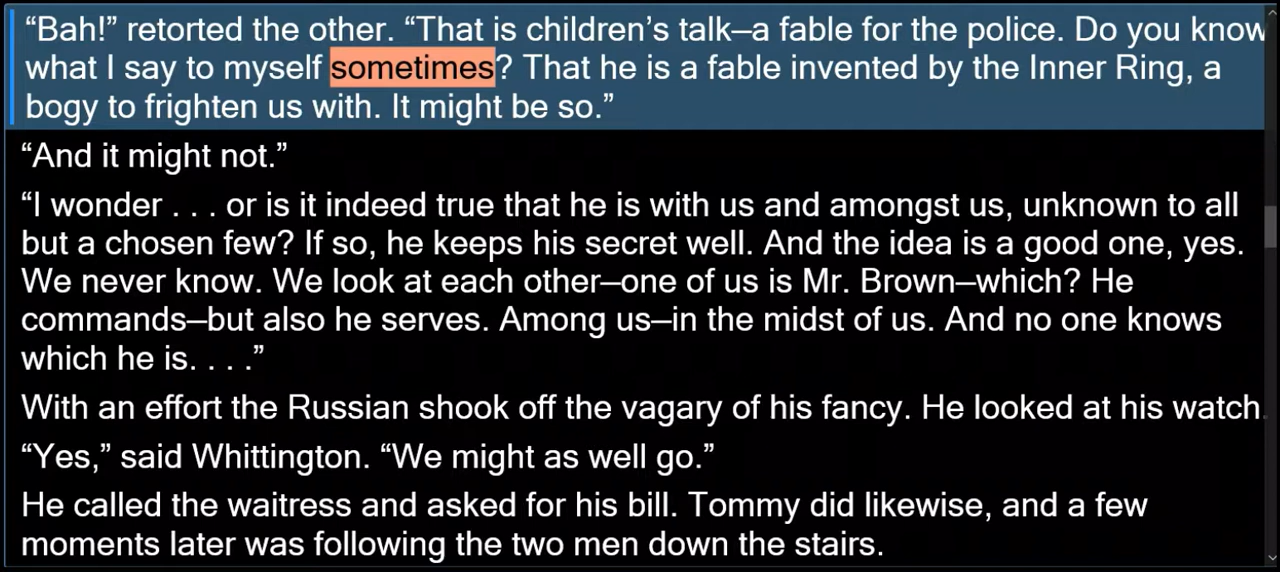 “Bah!” retorted the other. “That is children’s talk—a fable for the police. Do you know
what I say to myself sometimes? That he is a fable invented by the Inner Ring, a
bogy to frighten us with. It might be so.”
“And it might not.”
“I wonder . . . or is it indeed true that he is with us and amongst us, unknown to all
but a chosen few? If so, he keeps his secret well. And the idea is a good one, yes.
We never know. We look at each other—one of us is Mr. Brown—which? He
commands—but also he serves. Among us—in the midst of us. And no one knows
which he is. . . .”
With an effort the Russian shook off the vagary of his fancy. He looked at his watch.
“Yes,” said Whittington. “We might as well go.”
He called the waitress and asked for his bill. Tommy did likewise, and a few
moments later was following the two men down the stairs.